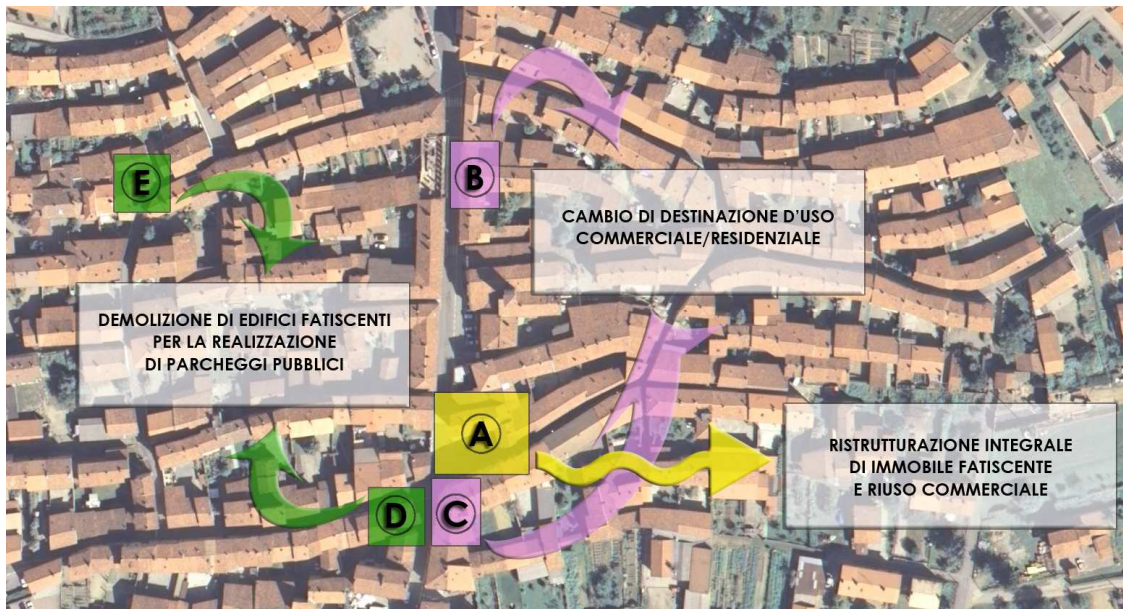 E
B
CAMBIO DI DESTINAZIONE D'USO
COMMERCIALE/RESIDENZIALE
DEMOLIZIONE DI EDIFICI FATISCENTI
PER LA REALIZZAZIONE
DI PARCHEGGI PUBBLICI
A
RISTRUTTURAZIONE INTEGRALE
DI IMMOBILE FATISCENTE
E RIUSO COMMERCIALE
D
C